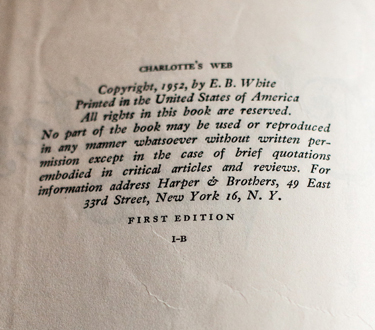 CHARLOTTE'S WEB
Copyright, 1952, by E. B. White
Printed in the United States of America
All rights in this book are reserved.
No part of the book may be used or reproduced
in any manner whatsoever without written per-
mission except in the case of brief quotations
embodied in critical articles and reviews. For
information address Harper & Brothers, 49 East
33rd Street, New York 16, N. Y.
FIRST EDITION
I-B